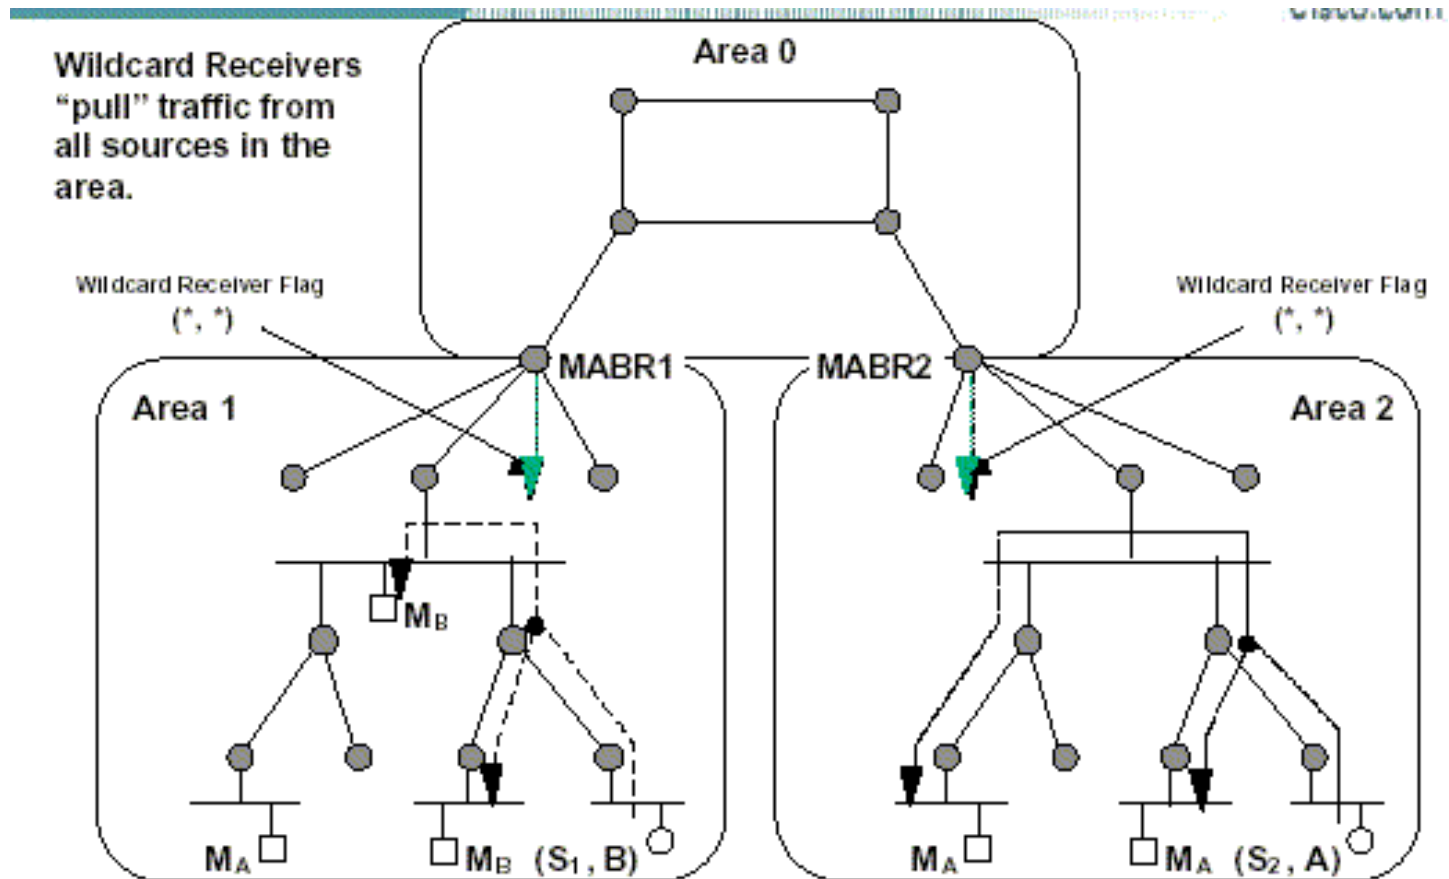 Area 0
Wildcard Receivers
“pull” traffic from
all sources in the
area.
Wildcard Receiver Flag
(*, *)
Wildcard Receiver Flag
(*, *)
MABR1
MABR2
Area 1
Area 2
MB
MA
MB (S1, B)
MA
MA (S2, A)